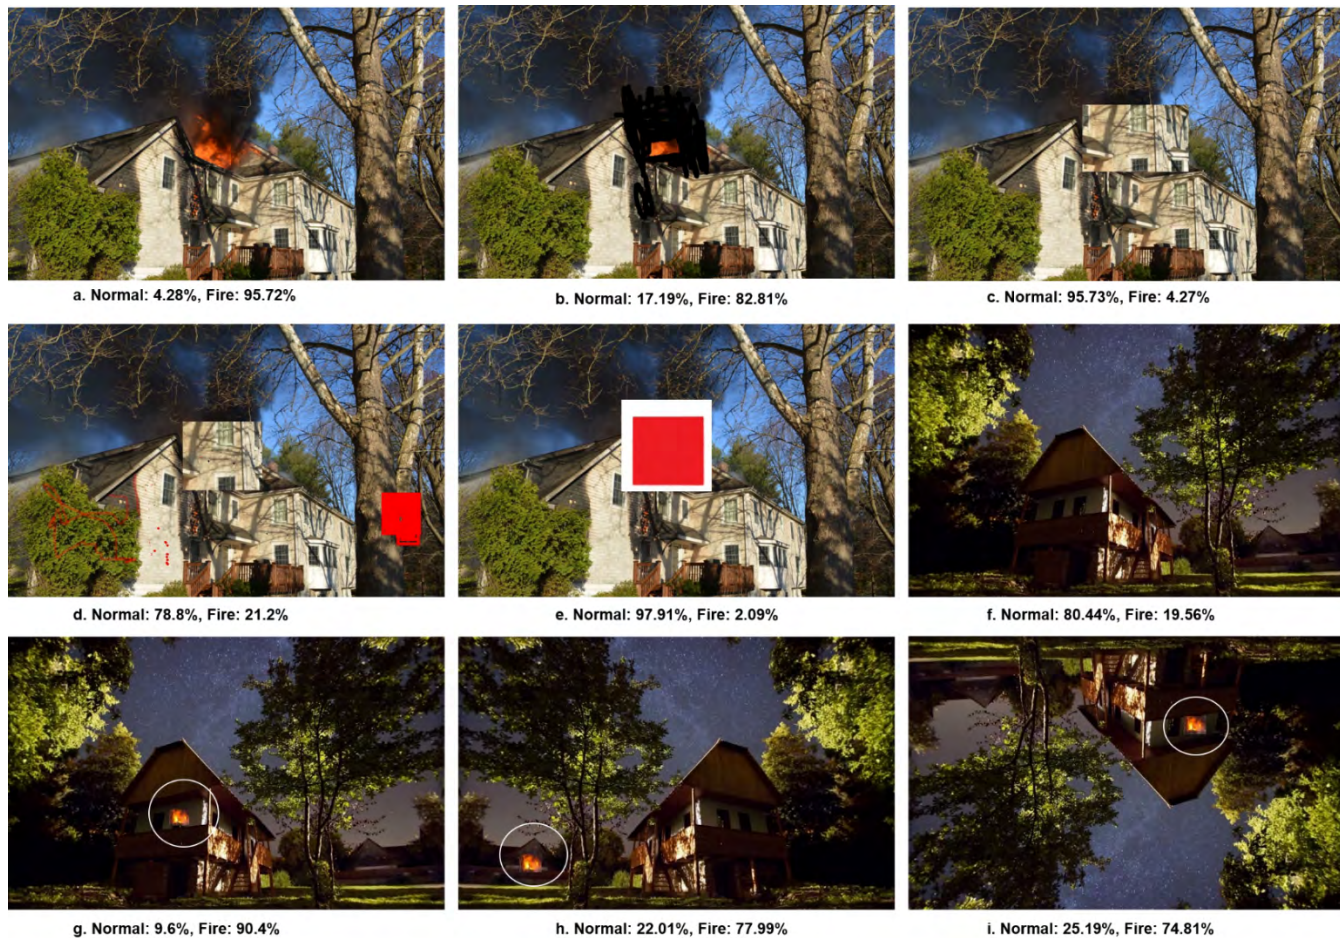 a. Normal: 4.28%, Fire: 95.72%
b. Normal: 17.19%, Fire: 82.81%
c. Normal: 95.73%, Fire: 4.27%
d. Normal: 78.8%, Fire: 21.2%
e. Normal: 97.91%, Fire: 2.09%
f. Normal: 80.44%, Fire: 19.56%
g. Normal: 9.6%, Fire: 90.4%
h. Normal: 22.01%, Fire: 77.99%
i. Normal: 25.19%, Fire: 74.81%